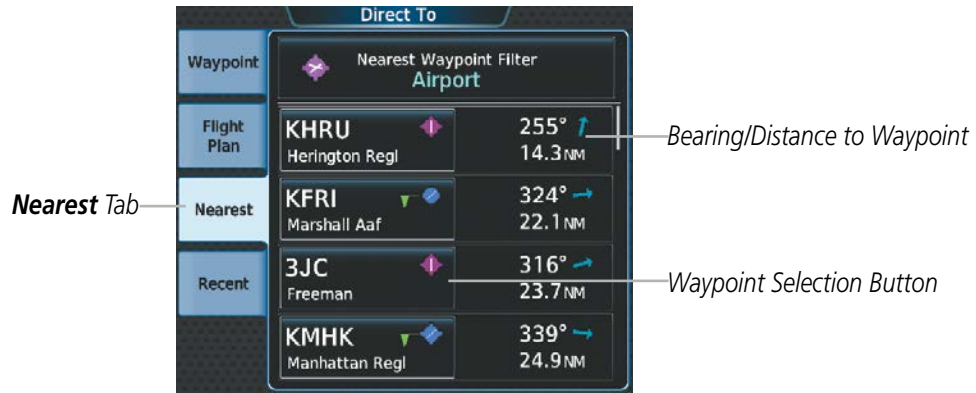 Direct To
Waypoint
Nearest Waypoint Filter
Airport
Flight
Plan
KHRU
Herington Regl
255°
14.3NM
Bearing/Distance to Waypoint
Nearest Tab
Nearest
KFRI
Marshall Aaf
324°
22.1NM
Recent
3JC
Freeman
316°
23.7NM
Waypoint Selection Button
KMHK
Manhattan Regl
339°
24.9NM